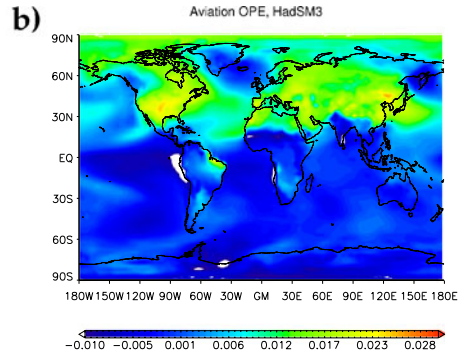 Aviation OPE, HadSM3
b)
90N
60N
30N
EQ
30S
60S
90S
180W 150W 120W 90W 60W 30W GM 30E 60E 90E 120E 150E 180E
-0.010 -0.005 0.001 0.006 0.012 0.017 0.023 0.028